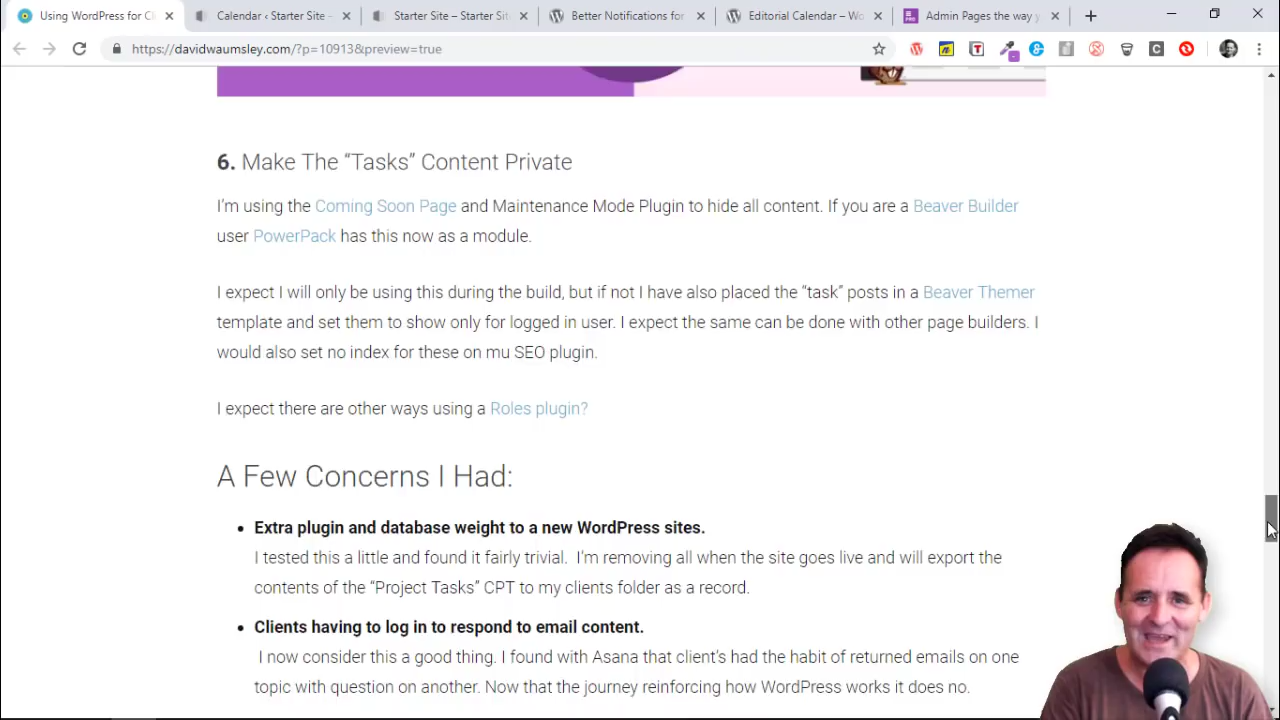 Using WordPress for Cl
Calendar ‹ Starter Site –
Starter Site – Starter Sit
Better Notifications for
Editorial Calendar – Wo
Admin Pages the way y
https://davidwaumsley.com/?p=10913&preview=true
6. Make The “Tasks” Content Private
I’m using the Coming Soon Page and Maintenance Mode Plugin to hide all content. If you are a Beaver Builder
user PowerPack has this now as a module.
I expect I will only be using this during the build, but if not I have also placed the “task” posts in a Beaver Themer
template and set them to show only for logged in user. I expect the same can be done with other page builders. I
would also set no index for these on mu SEO plugin.
I expect there are other ways using a Roles plugin?
A Few Concerns I Had:
Extra plugin and database weight to a new WordPress sites.
I tested this a little and found it fairly trivial. I’m removing all when the site goes live and will export the
contents of the “Project Tasks” CPT to my clients folder as a record.
Clients having to log in to respond to email content.
I now consider this a good thing. I found with Asana that client’s had the habit of returned emails on one
topic with question on another. Now that the journey reinforcing how WordPress works it does no.